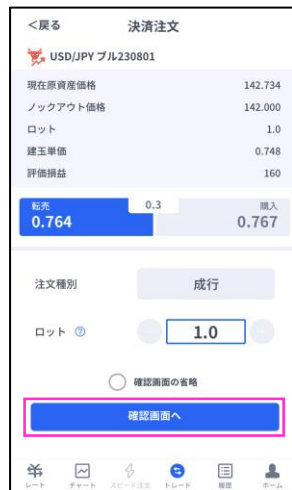 <戻る 決済注文
USD/JPY ブル230801
現在原資産価格 142.734
ノックアウト価格 142.000
ロット 1.0
建玉単価 0.748
評価損益 160
転売 0.3 購入
0.764 0.767
注文種別 成行
ロット ? 1.0
確認画面の省略
確認画面へ
レート チャート スピード注文 トレード 履歴 ホーム